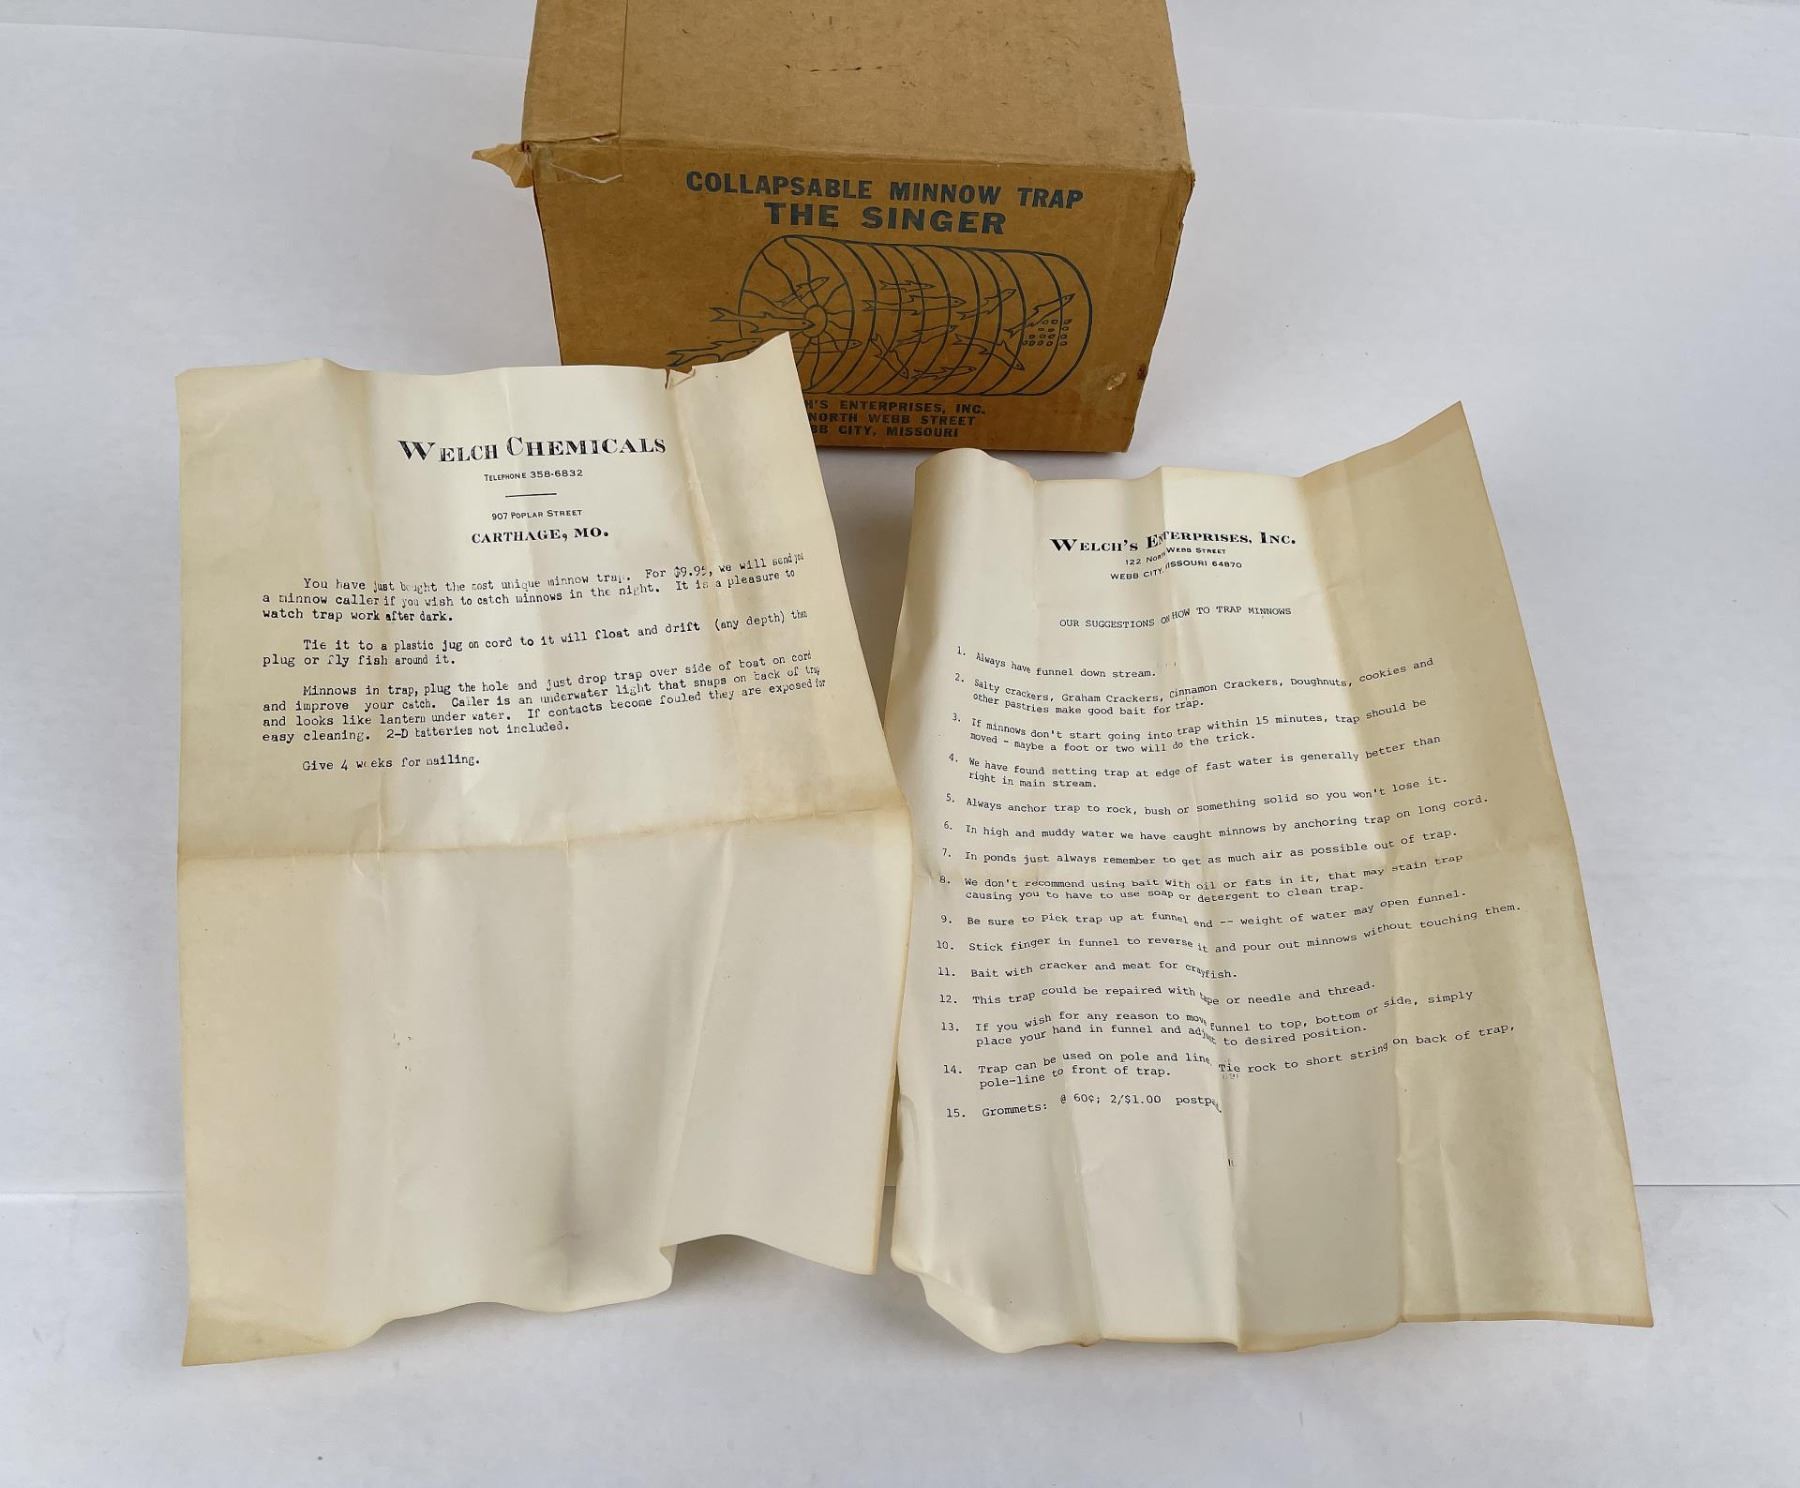 COLLAPSABLE MINNOW TRAP
THE SINGER
ENTERPRISES, INC.
NORTH WEBB STREET
CITY, MISSOURI
WELCH CHEMICALS
TELEPHONE 358-6832
907 POPLAR STREET
CARTHAGE, MO.
You have just bought the most unique minnow trap. For $9.95, we will send you
a minnow caller if you wish to catch minnows in the night. It is a pleasure to
watch trap work after dark.
Tie it to a plastic jug on cord to it will float and drift (any depth) then
plug or fly fish around it.
Minnows in trap, plug the hole and just drop trap over side of boat on cord
and improve your catch. Caller is an underwater light that snaps on back of trap
and looks like lantern under water. If contacts become fouled they are exposed for
easy cleaning. 2-D batteries not included.
Give 4 weeks for mailing.
WELCH'S ENTERPRISES, INC.
122 NORTH WEBB STREET
WEBB CITY, MISSOURI 64870
OUR SUGGESTIONS ON HOW TO TRAP MINNOWS
1. Always have funnel down stream.
2. Salty crackers, Graham Crackers, Cinnamon Crackers, Doughnuts, cookies and
other pastries make good bait for trap.
3. If minnows don't start going into trap within 15 minutes, trap should be
moved - maybe a foot or two will do the trick.
4. We have found setting trap at edge of fast water is generally better than
right in main stream.
5. Always anchor trap to rock, bush or something solid so you won't lose it.
6. In high and muddy water we have caught minnows by anchoring trap on long cord.
7. In ponds just always remember to get as much air as possible out of trap.
8. We don't recommend using bait with oil or fats in it, that may stain trap
causing you to have to use soap or detergent to clean trap.
9. Be sure to Pick trap up at funnel end -- weight of water may open funnel.
10. Stick finger in funnel to reverse it and pour out minnows without touching them.
11. Bait with cracker and meat for crayfish.
12. This trap could be repaired with tape or needle and thread.
13. If you wish for any reason to move funnel to top, bottom or side, simply
place your hand in funnel and adjust to desired position.
14. Trap can be used on pole and line. Tie rock to short string on back of trap,
pole-line to front of trap.
15. Grommets: @ 60¢; 2/$1.00